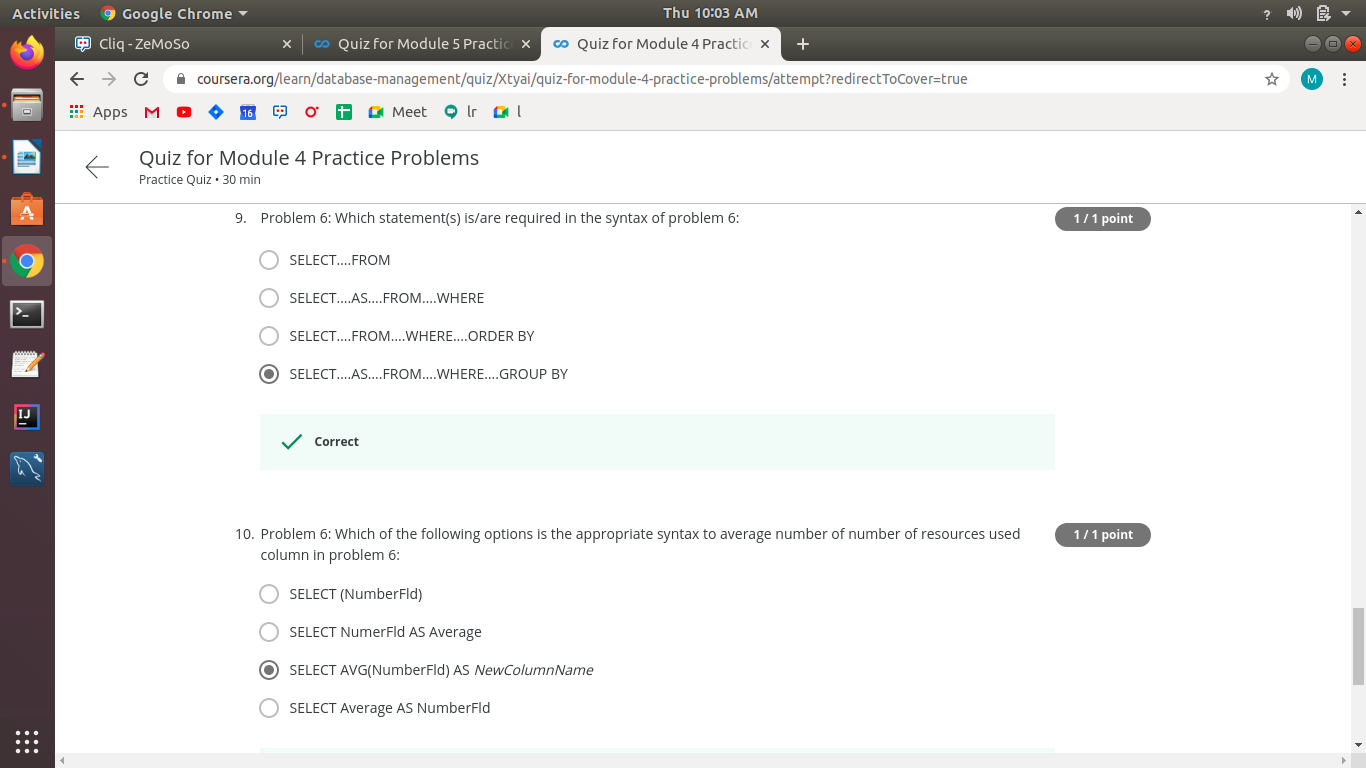 Activities Google Chrome Thu 10:03 AM ?
Cliq - ZeMoSo Quiz for Module 5 Practic Quiz for Module 4 Practic
coursera.org/learn/database-management/quiz/Xtyai/quiz-for-module-4-practice-problems/attempt?redirectToCover=true M
Apps 16 Meet lr l
Quiz for Module 4 Practice Problems
Practice Quiz • 30 min
9. Problem 6: Which statement(s) is/are required in the syntax of problem 6: 1 / 1 point
SELECT....FROM
SELECT....AS....FROM....WHERE
SELECT....FROM....WHERE....ORDER BY
SELECT....AS....FROM....WHERE....GROUP BY
Correct
10. Problem 6: Which of the following options is the appropriate syntax to average number of number of resources used 1 / 1 point
column in problem 6:
SELECT (NumberFld)
SELECT NumerFld AS Average
SELECT AVG(NumberFld) AS NewColumnName
SELECT Average AS NumberFld